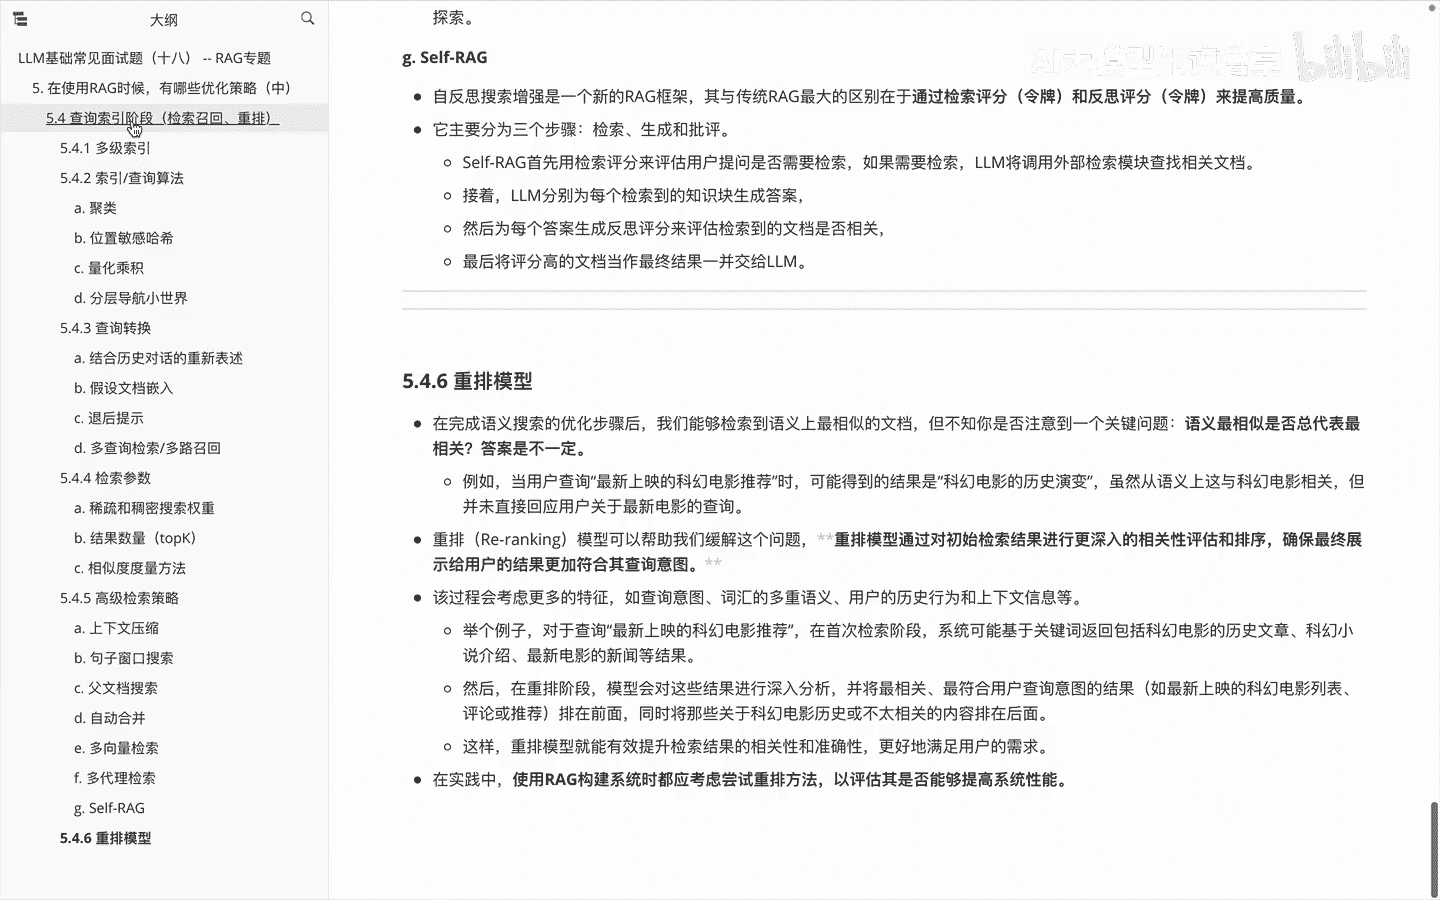 大纲
LLM基础常见面试题（十八） -- RAG专题
5. 在使用RAG时候，有哪些优化策略（中）
5.4 查询索引阶段（检索召回、重排）
5.4.1 多级索引
5.4.2 索引/查询算法
a. 聚类
b. 位置敏感哈希
c. 量化乘积
d. 分层导航小世界
5.4.3 查询转换
a. 结合历史对话的重新表述
b. 假设文档嵌入
c. 退后提示
d. 多查询检索/多路召回
5.4.4 检索参数
a. 稀疏和稠密搜索权重
b. 结果数量（topK）
c. 相似度度量方法
5.4.5 高级检索策略
a. 上下文压缩
b. 句子窗口搜索
c. 父文档搜索
d. 自动合并
e. 多向量检索
f. 多代理检索
g. Self-RAG
5.4.6 重排模型
探索。
g. Self-RAG
自反思搜索增强是一个新的RAG框架，其与传统RAG最大的区别在于通过检索评分（令牌）和反思评分（令牌）来提高质量。
它主要分为三个步骤：检索、生成和批评。
Self-RAG首先用检索评分来评估用户提问是否需要检索，如果需要检索，LLM将调用外部检索模块查找相关文档。
接着，LLM分别为每个检索到的知识块生成答案，
然后为每个答案生成反思评分来评估检索到的文档是否相关，
最后将评分高的文档当作最终结果一并交给LLM。
5.4.6 重排模型
在完成语义搜索的优化步骤后，我们能够检索到语义上最相似的文档，但不知你是否注意到一个关键问题：语义最相似是否总代表最
相关？答案是不一定。
例如，当用户查询“最新上映的科幻电影推荐”时，可能得到的结果是“科幻电影的历史演变”，虽然从语义上这与科幻电影相关，但
并未直接回应用户关于最新电影的查询。
重排（Re-ranking）模型可以帮助我们缓解这个问题，**重排模型通过对初始检索结果进行更深入的相关性评估和排序，确保最终展
示给用户的结果更加符合其查询意图。**
该过程会考虑更多的特征，如查询意图、词汇的多重语义、用户的历史行为和上下文信息等。
举个例子，对于查询“最新上映的科幻电影推荐”，在首次检索阶段，系统可能基于关键词返回包括科幻电影的历史文章、科幻小
说介绍、最新电影的新闻等结果。
然后，在重排阶段，模型会对这些结果进行深入分析，并将最相关、最符合用户查询意图的结果（如最新上映的科幻电影列表、
评论或推荐）排在前面，同时将那些关于科幻电影历史或不太相关的内容排在后面。
这样，重排模型就能有效提升检索结果的相关性和准确性，更好地满足用户的需求。
在实践中，使用RAG构建系统时都应考虑尝试重排方法，以评估其是否能够提高系统性能。
bilibili